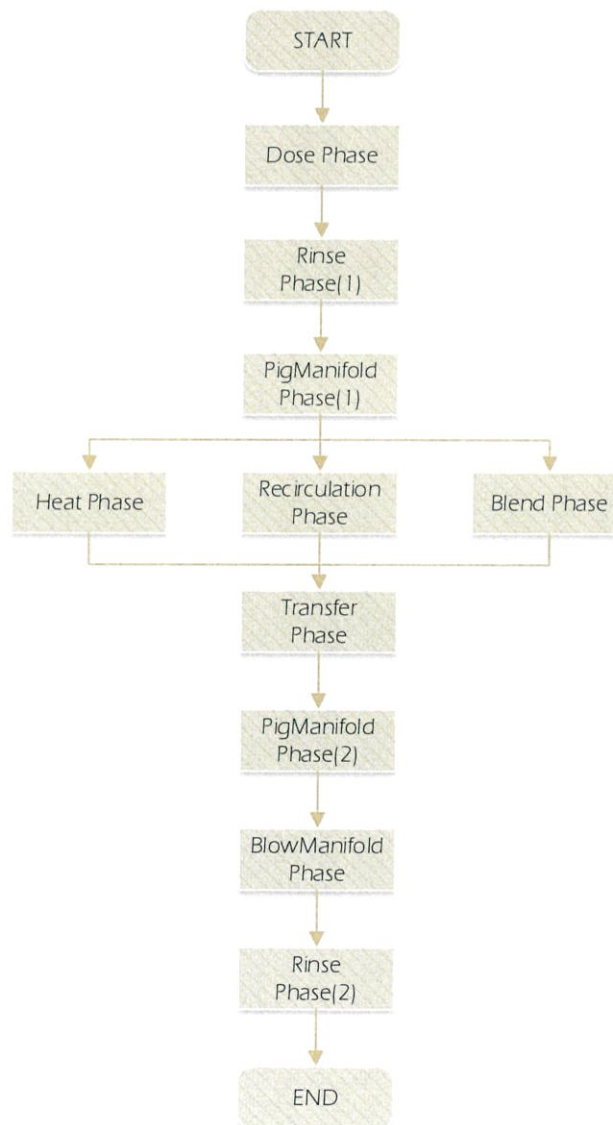 START
Dose Phase
Rinse
Phase(1)
PigManifold
Phase(1)
Heat Phase
Recirculation
Phase
Blend Phase
Transfer
Phase
PigManifold
Phase(2)
BlowManifold
Phase
Rinse
Phase(2)
END